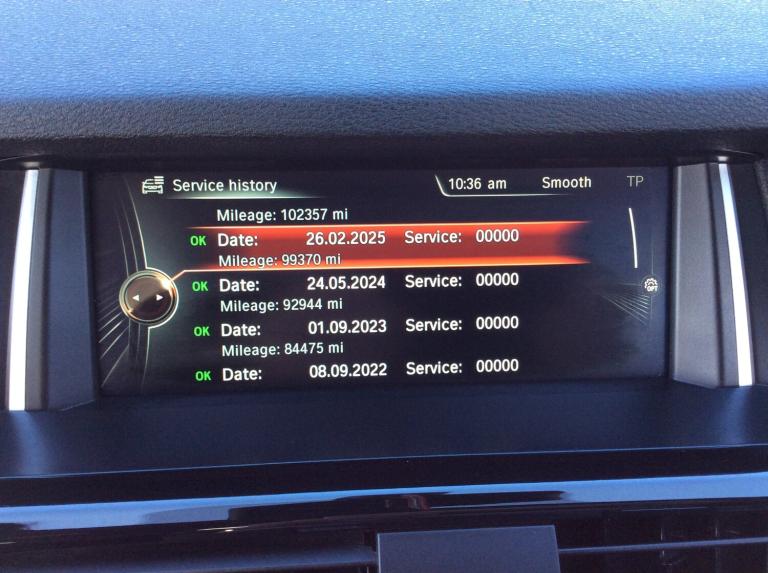 Service history 10:36 am Smooth TP
Mileage: 102357 mi
OK Date: 26.02.2025 Service: 00000
Mileage: 99370 mi
OK Date: 24.05.2024 Service: 00000
OPT
Mileage: 92944 mi
OK Date: 01.09.2023 Service: 00000
Mileage: 84475 mi
OK Date: 08.09.2022 Service: 00000